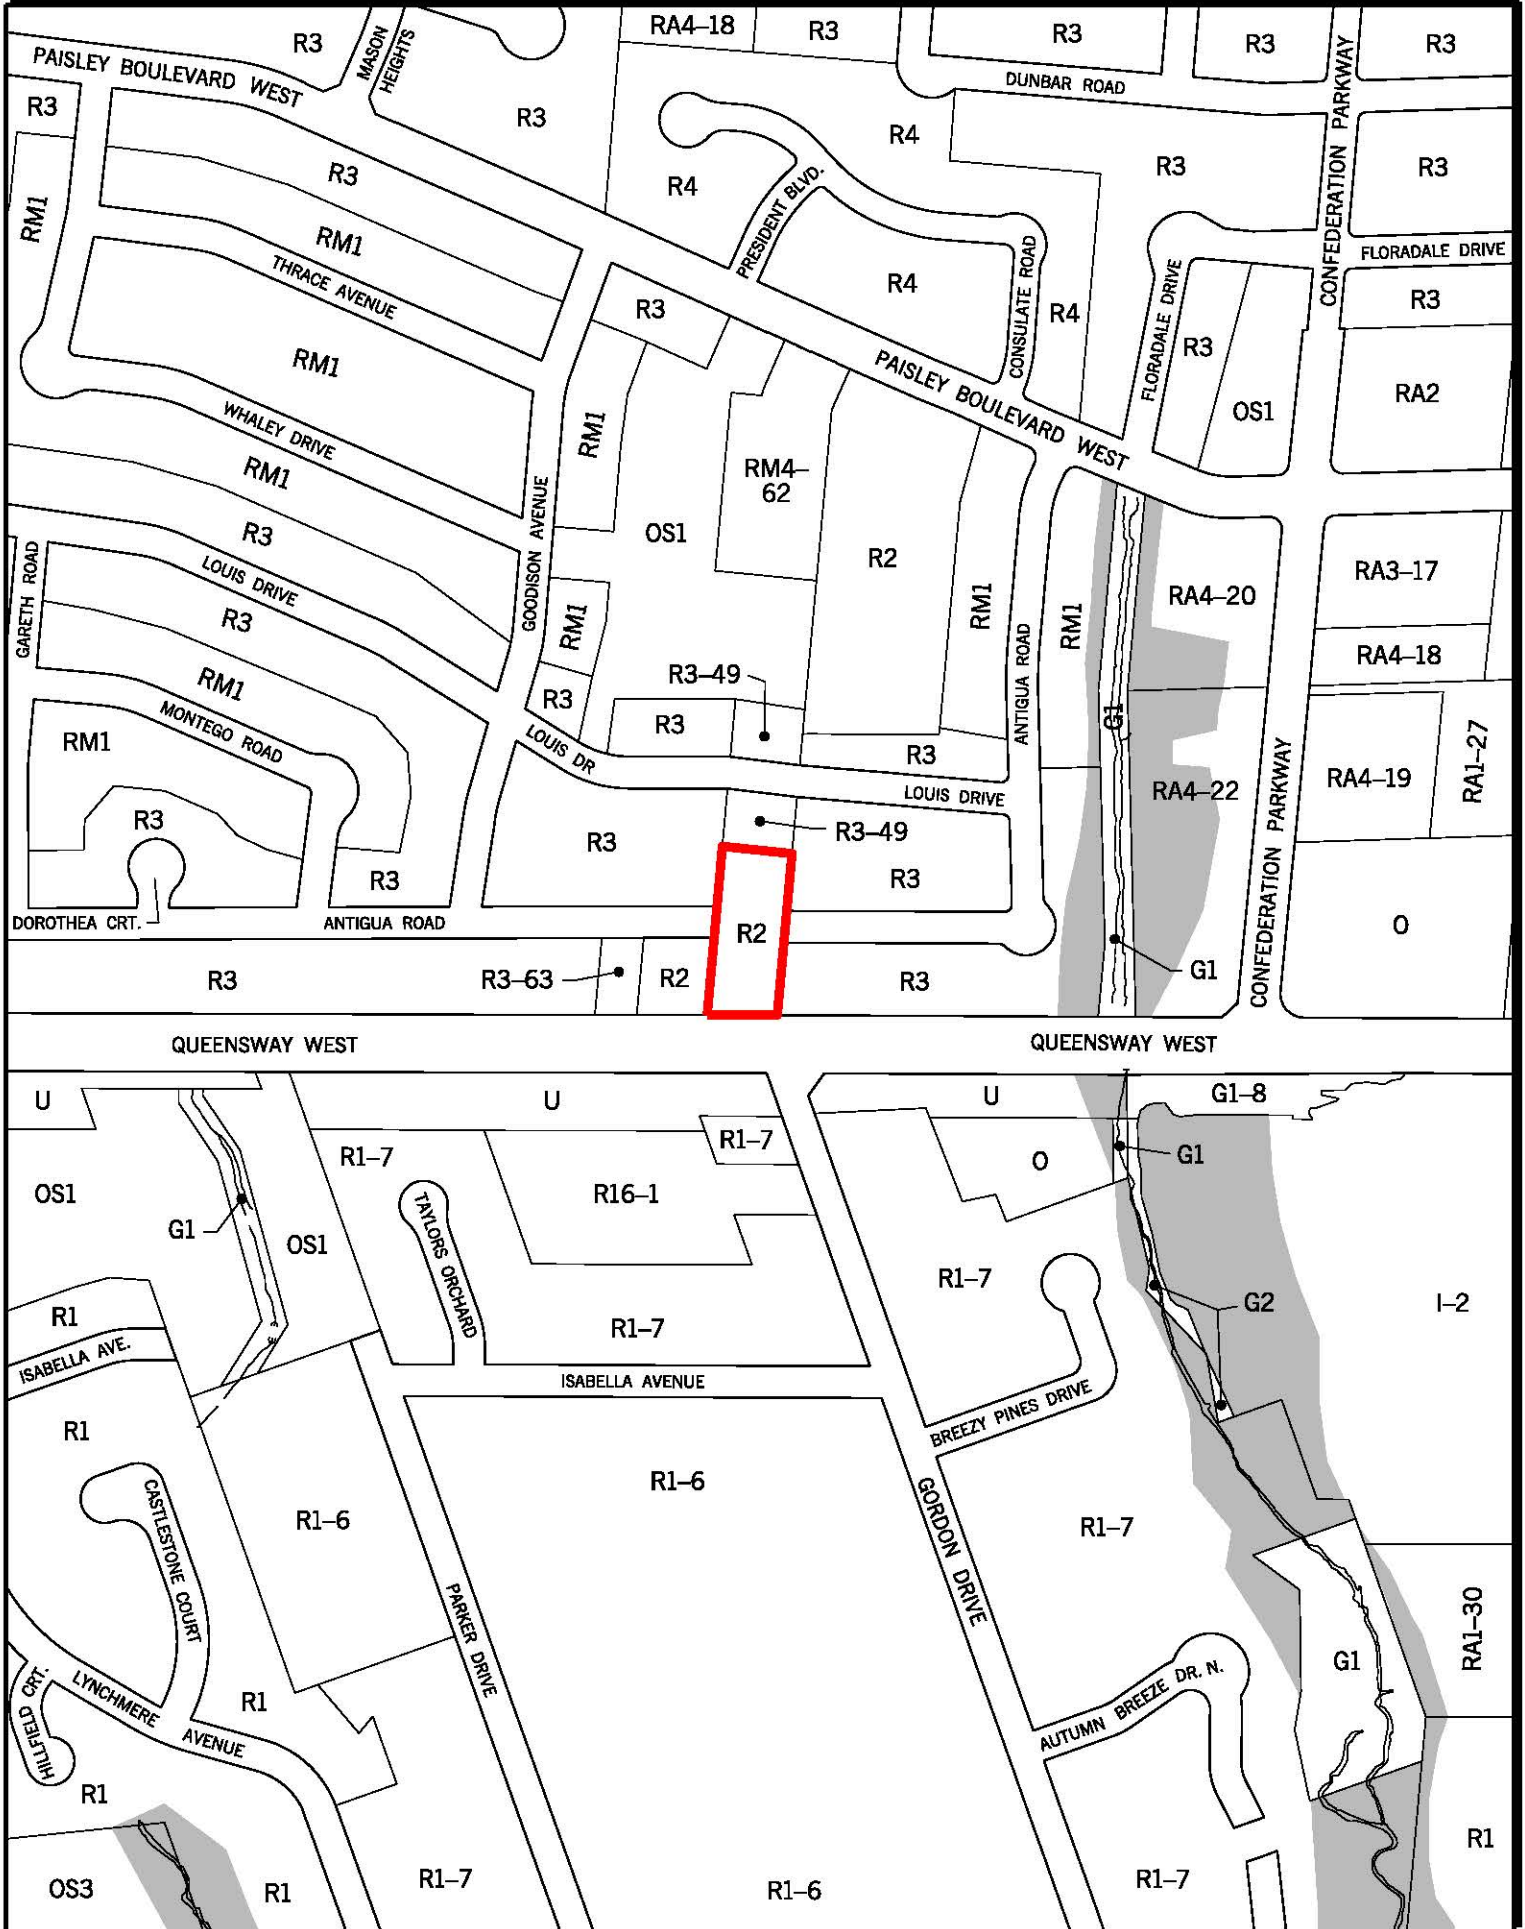 RA4–18
R3
R3
R3
R3
R3
MASON
HEIGHTS
PAISLEY BOULEVARD WEST
DUNBAR ROAD
CONFEDERATION PARKWAY
R3
R3
R4
R3
R3
R3
R4
PRESIDENT BLVD.
RM1
RM1
THRACE AVENUE
FLORADALE DRIVE
R4
CONSULATE ROAD
FLORADALE DRIVE
R3
R3
R4
R3
RM1
PAISLEY BOULEVARD WEST
OS1
RA2
WHALEY DRIVE
RM1
RM1
RM4–
62
GOODISON AVENUE
OS1
R2
R3
LOUIS DRIVE
GARETH ROAD
R3
RM1
RM1
RM1
RA4–20
RA3–17
RA4–18
ANTIGUA ROAD
RM1
R3–49
R3
R3
G1
MONTEGO ROAD
RM1
LOUIS DR
R3
LOUIS DRIVE
RA4–22
RA4–19
RA1–27
CONFEDERATION PARKWAY
R3
R3–49
R3
R3
R3
DOROTHEA CRT.
ANTIGUA ROAD
R2
O
R3
R3–63
R2
R3
G1
QUEENSWAY WEST
QUEENSWAY WEST
U
U
U
G1–8
R1–7
R1–7
O
G1
OS1
R16–1
TAYLORS ORCHARD
G1
OS1
R1–7
G2
I–2
R1
R1–7
ISABELLA AVE.
ISABELLA AVENUE
BREEZY PINES DRIVE
R1
R1–6
CASTLESTONE COURT
R1–6
GORDON DRIVE
R1–7
PARKER DRIVE
RA1–30
G1
HILLFIELD CRT.
LYNCHMERE AVENUE
R1
AUTUMN BREEZE DR. N.
R1
R1
OS3
R1
R1–7
R1–6
R1–7